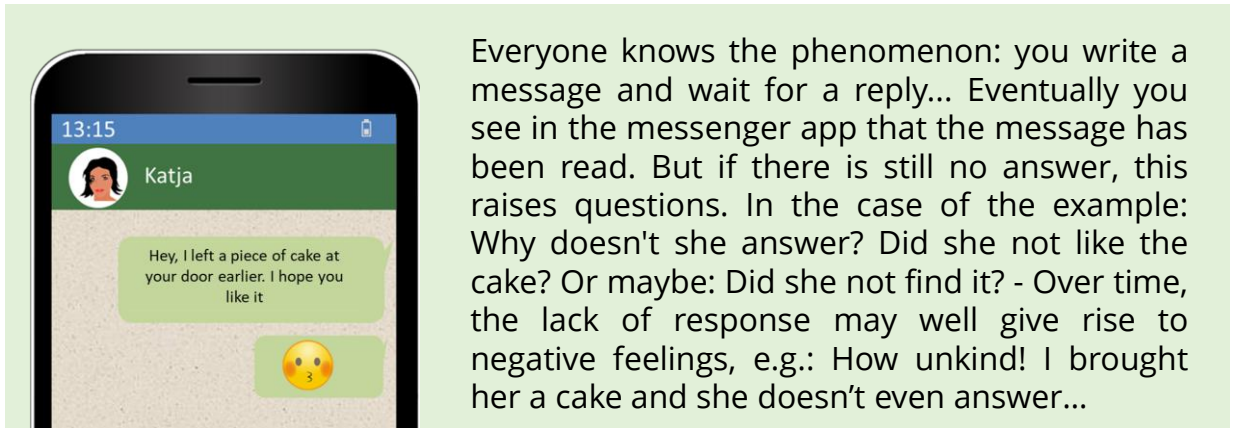 13:15
Katja
Hey, I left a piece of cake at
your door earlier. I hope you
like it
Everyone knows the phenomenon: you write a
message and wait for a reply... Eventually you
see in the messenger app that the message has
been read. But if there is still no answer, this
raises questions. In the case of the example:
Why doesn't she answer? Did she not like the
cake? Or maybe: Did she not find it? - Over time,
the lack of response may well give rise to
negative feelings, e.g.: How unkind! I brought
her a cake and she doesn’t even answer...